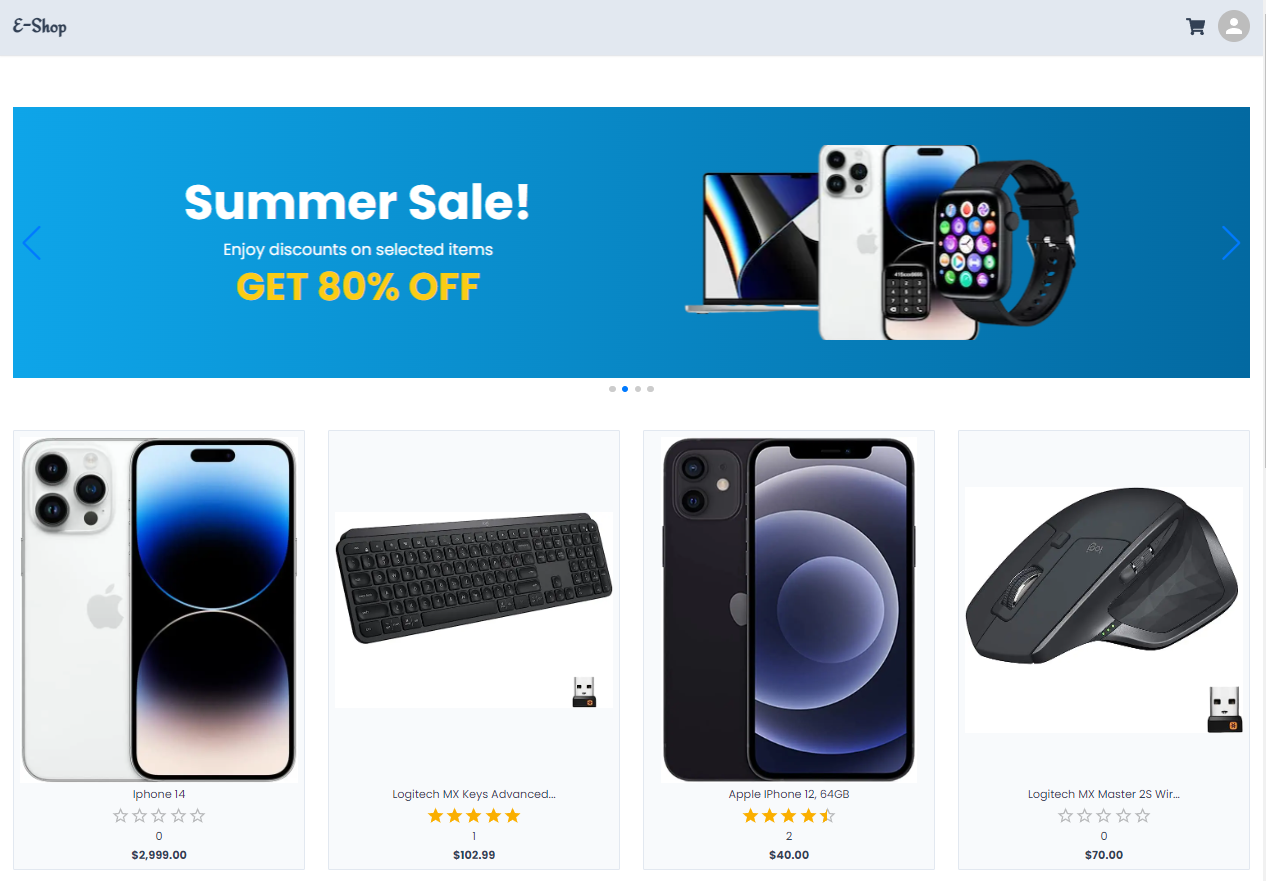 E-Shop
Summer Sale!
Enjoy discounts on selected items
GET 80% OFF
415xxx8665
Iphone 14
0
$2,999.00
Logitech MX Keys Advanced...
1
$102.99
Apple IPhone 12, 64GB
2
$40.00
logi
Logitech MX Master 2S Wir...
0
$70.00